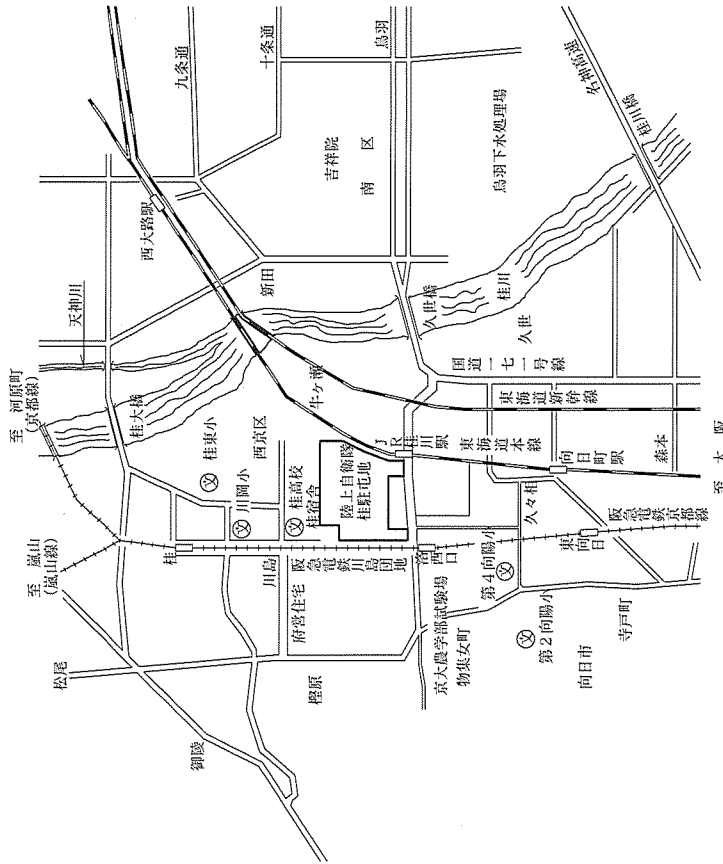 至 嵐山
（嵐山線）
至 河原町
（京都線）
天神川
西大路駅
九条通
十条通
鳥羽
松尾
御陵
樫原
桂
桂大橋
桂東小
川岡小
西京区
桂高校
桂宿舎
川島
府営住宅
阪急電鉄川島団地
陸上自衛隊
桂駐屯地
牛ヶ瀬
新田
吉祥院
南 区
鳥羽下水処理場
名神高速
桂川橋
久世橋
桂川
久世
国道一七一号線
東海道新幹線
JR桂川駅
東海道本線
向日町駅
森本
至 大 阪
洛西口
京大農学部試験場
物集女町
第4向陽小
第2向陽小
久々相
東向日
阪急電鉄京都線
向日市
寺戸町
文
文
文
文
文